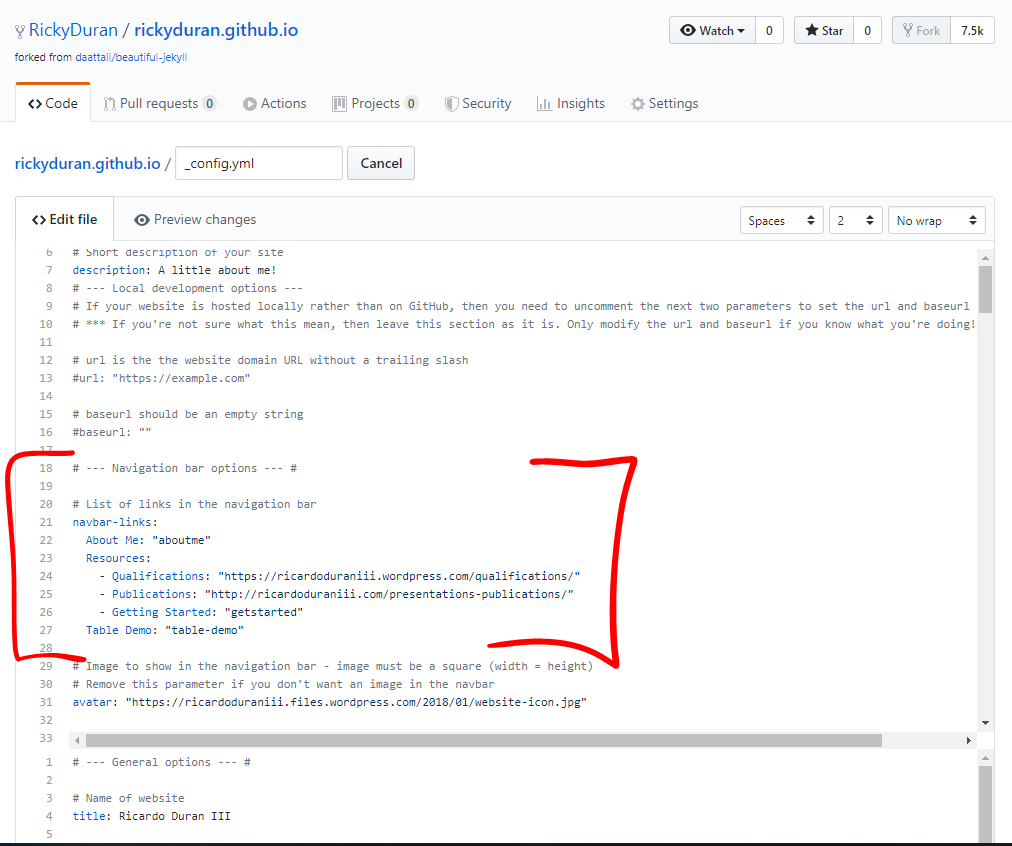 RickyDuran / rickyduran.github.io
Watch 0 Star 0 Fork 7.5k
forked from daattali/beautiful-jekyll
Code Pull requests 0 Actions Projects 0 Security Insights Settings
rickyduran.github.io / _config.yml Cancel
Edit file Preview changes Spaces 2 No wrap
6 # Short description of your site
7 description: A little about me!
8 # --- Local development options ---
9 # If your website is hosted locally rather than on GitHub, then you need to uncomment the next two parameters to set the url and baseurl
10 # *** If you're not sure what this mean, then leave this section as it is. Only modify the url and baseurl if you know what you're doing!
11
12 # url is the the website domain URL without a trailing slash
13 #url: "https://example.com"
14
15 # baseurl should be an empty string
16 #baseurl: ""
17
18 # --- Navigation bar options --- #
19
20 # List of links in the navigation bar
21 navbar-links:
22 About Me: "aboutme"
23 Resources:
24 - Qualifications: "https://ricardoduraniii.wordpress.com/qualifications/"
25 - Publications: "http://ricardoduraniii.com/presentations-publications/"
26 - Getting Started: "getstarted"
27 Table Demo: "table-demo"
28
29 # Image to show in the navigation bar - image must be a square (width = height)
30 # Remove this parameter if you don't want an image in the navbar
31 avatar: "https://ricardoduraniii.files.wordpress.com/2018/01/website-icon.jpg"
32
33
1 # --- General options --- #
2
3 # Name of website
4 title: Ricardo Duran III
5